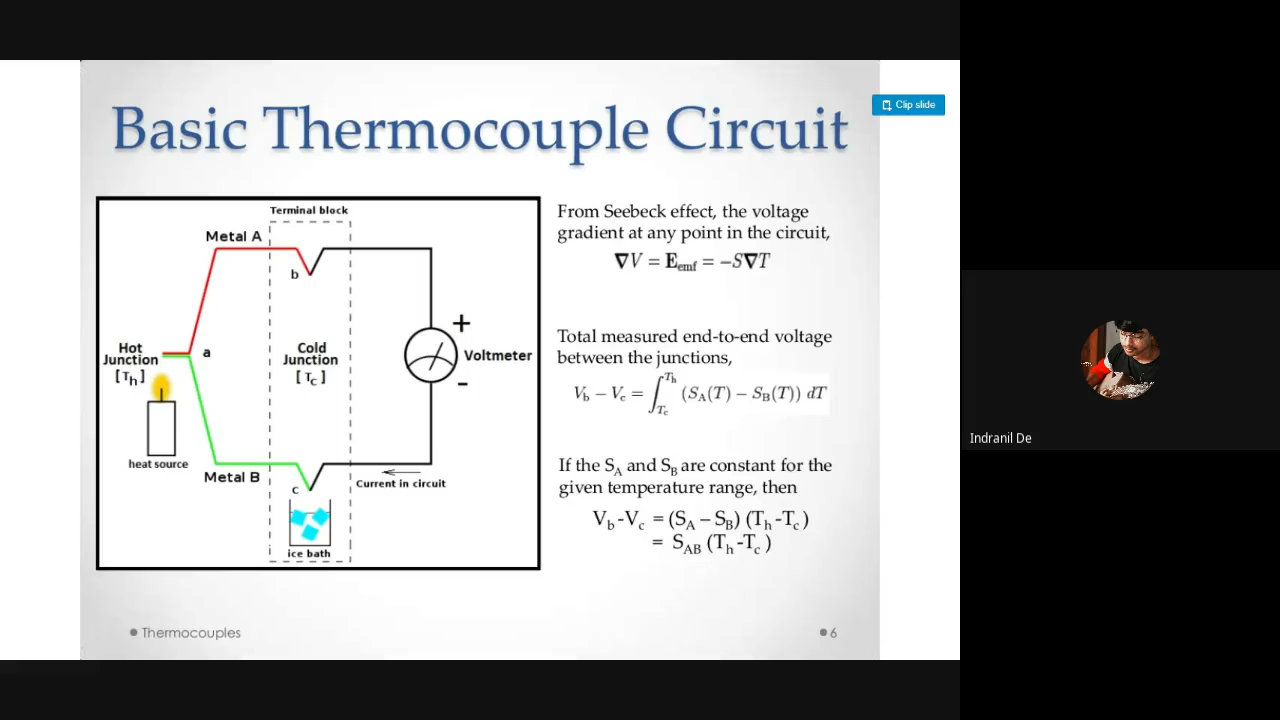 Basic Thermocouple Circuit
Clip slide
Terminal block
Metal A
b
Hot
Junction
[Th]
a
Cold
Junction
[Tc]
+
Voltmeter
-
heat source
Metal B
c
Current in circuit
ice bath
From Seebeck effect, the voltage
gradient at any point in the circuit,
∇V = E_emf = −S∇T
Total measured end-to-end voltage
between the junctions,
V_b − V_c = ∫_{T_c}^{T_h} (S_A(T) − S_B(T)) dT
If the S_A and S_B are constant for the
given temperature range, then
V_b -V_c = (S_A – S_B) (T_h -T_c )
= S_AB (T_h -T_c )
Thermocouples
6
Indranil De